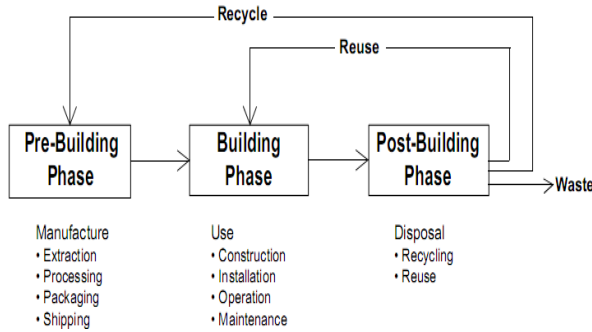 Recycle
Reuse
Pre-Building
Phase
Building
Phase
Post-Building
Phase
Waste
Manufacture
• Extraction
• Processing
• Packaging
• Shipping
Use
• Construction
• Installation
• Operation
• Maintenance
Disposal
• Recycling
• Reuse